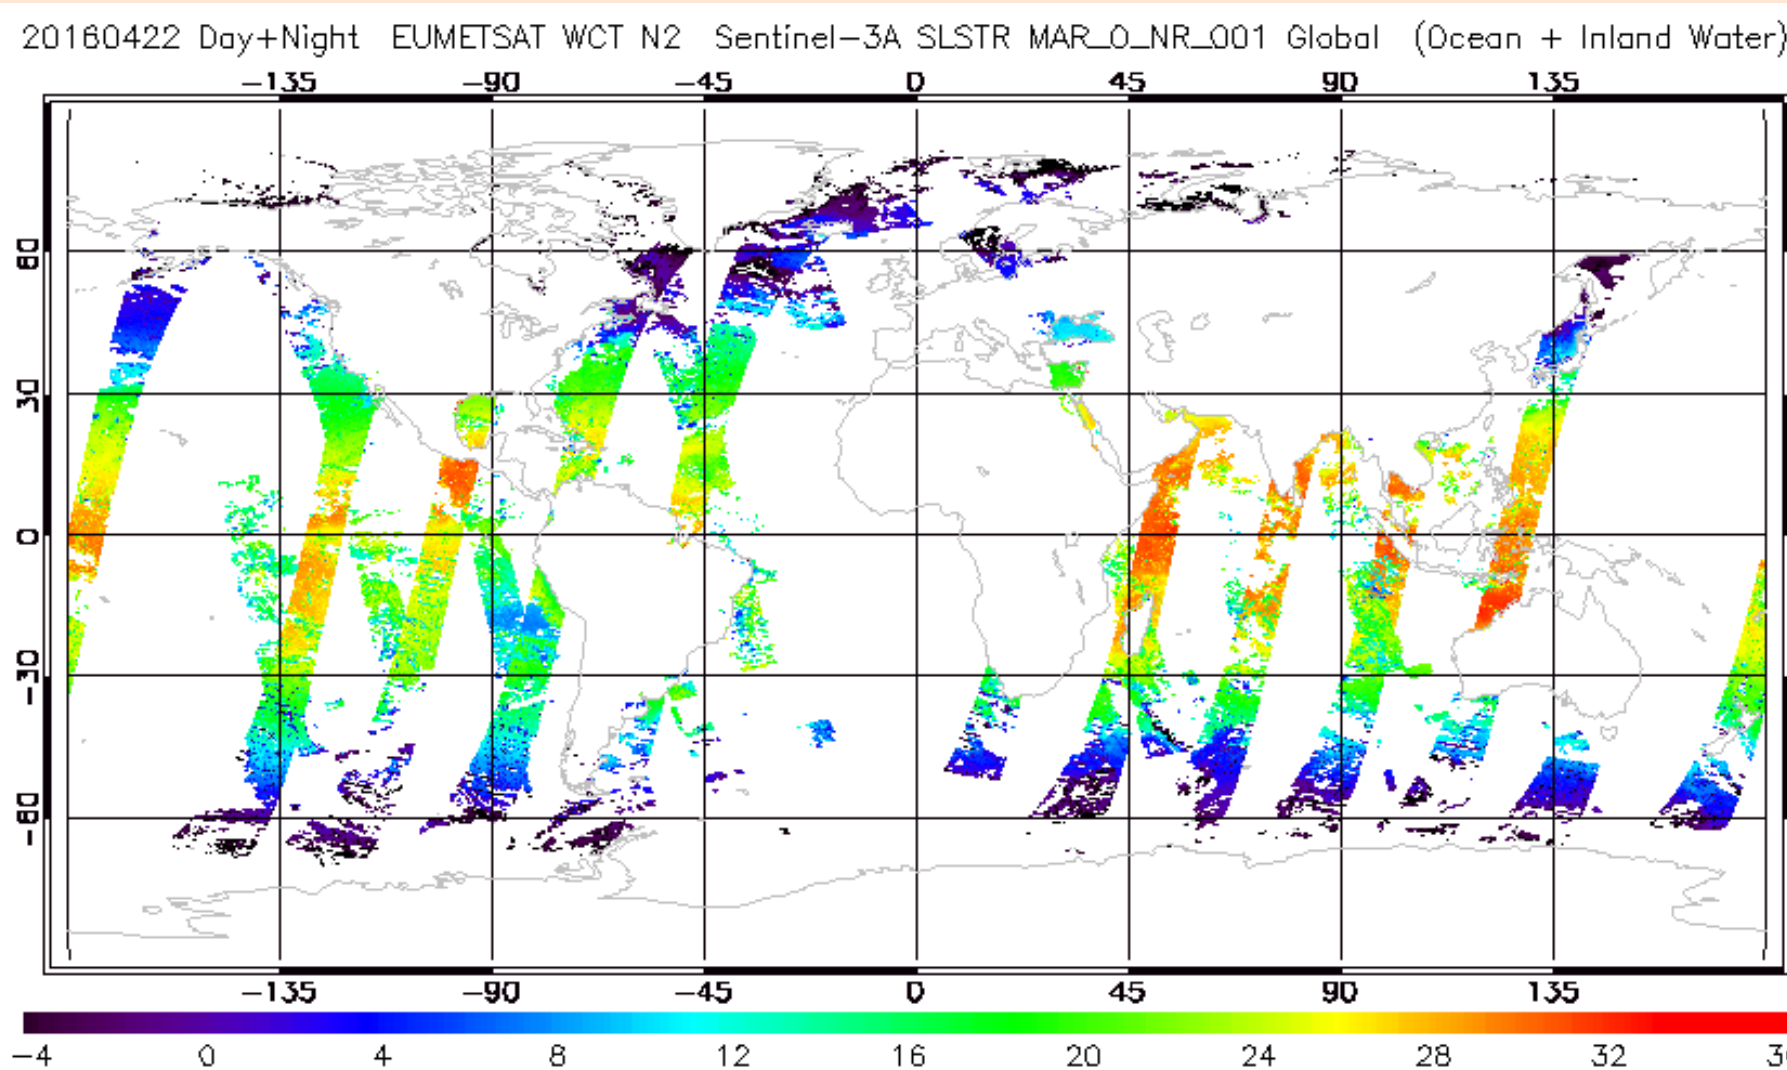 20160422 Day+Night EUMETSAT WCT N2 Sentinel-3A SLSTR MAR_O_NR_001 Global (Ocean + Inland Water)
-135 -90 -45 0 45 90 135
60
30
0
-30
-60
-135 -90 -45 0 45 90 135
-4 0 4 8 12 16 20 24 28 32